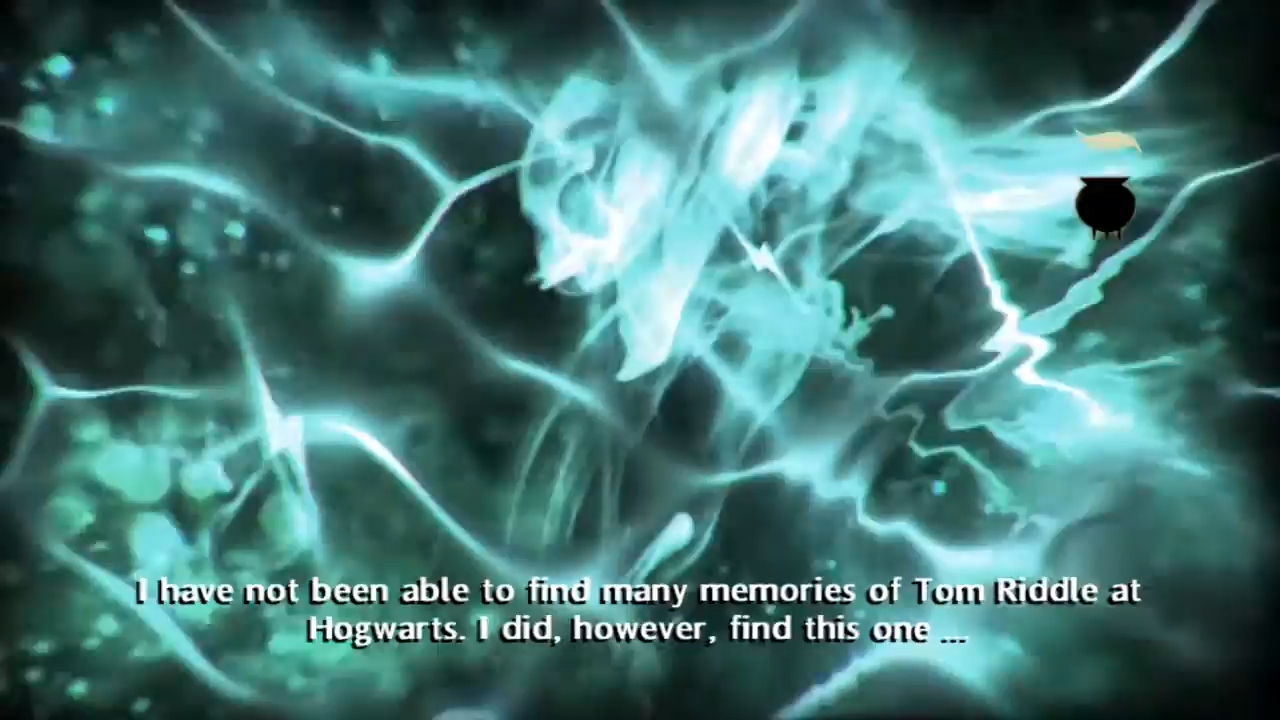 I have not been able to find many memories of Tom Riddle at
Hogwarts. I did, however, find this one ...